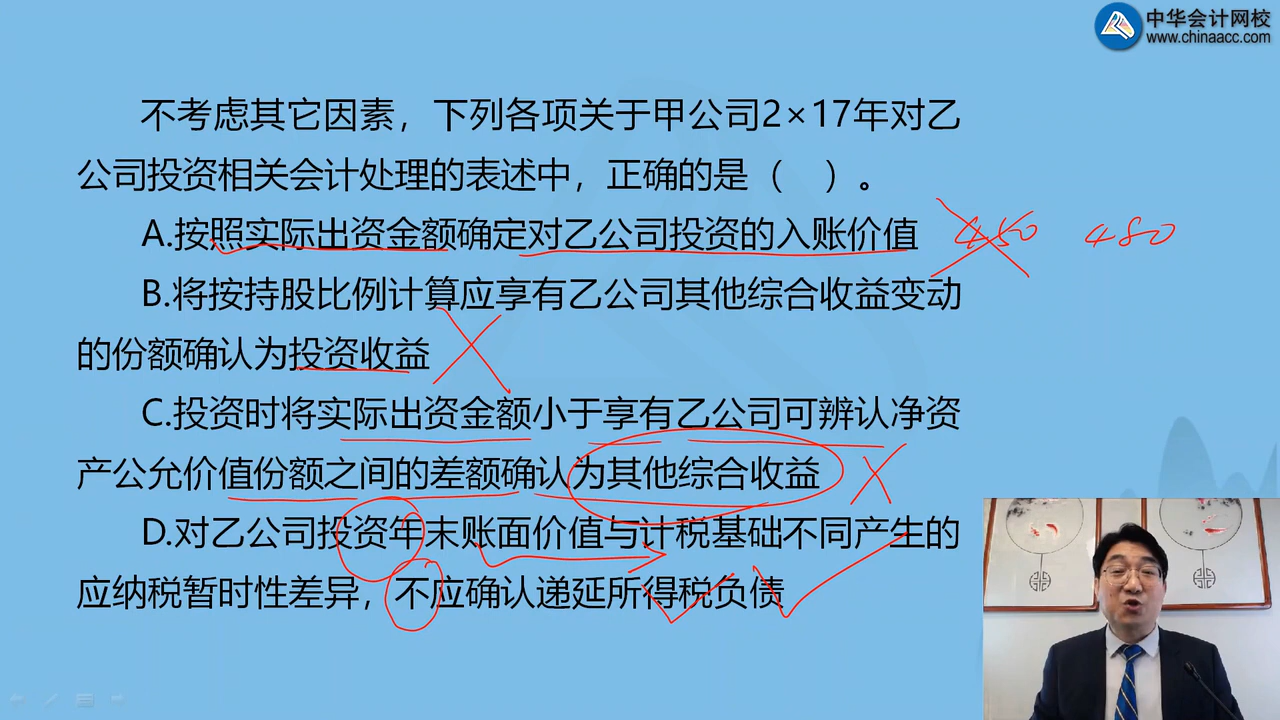 中华会计网校
www.chinaacc.com
不考虑其它因素，下列各项关于甲公司2×17年对乙
公司投资相关会计处理的表述中，正确的是（　）。
A.按照实际出资金额确定对乙公司投资的入账价值 450 480
B.将按持股比例计算应享有乙公司其他综合收益变动
的份额确认为投资收益
C.投资时将实际出资金额小于享有乙公司可辨认净资
产公允价值份额之间的差额确认为其他综合收益
D.对乙公司投资年末账面价值与计税基础不同产生的
应纳税暂时性差异，不应确认递延所得税负债